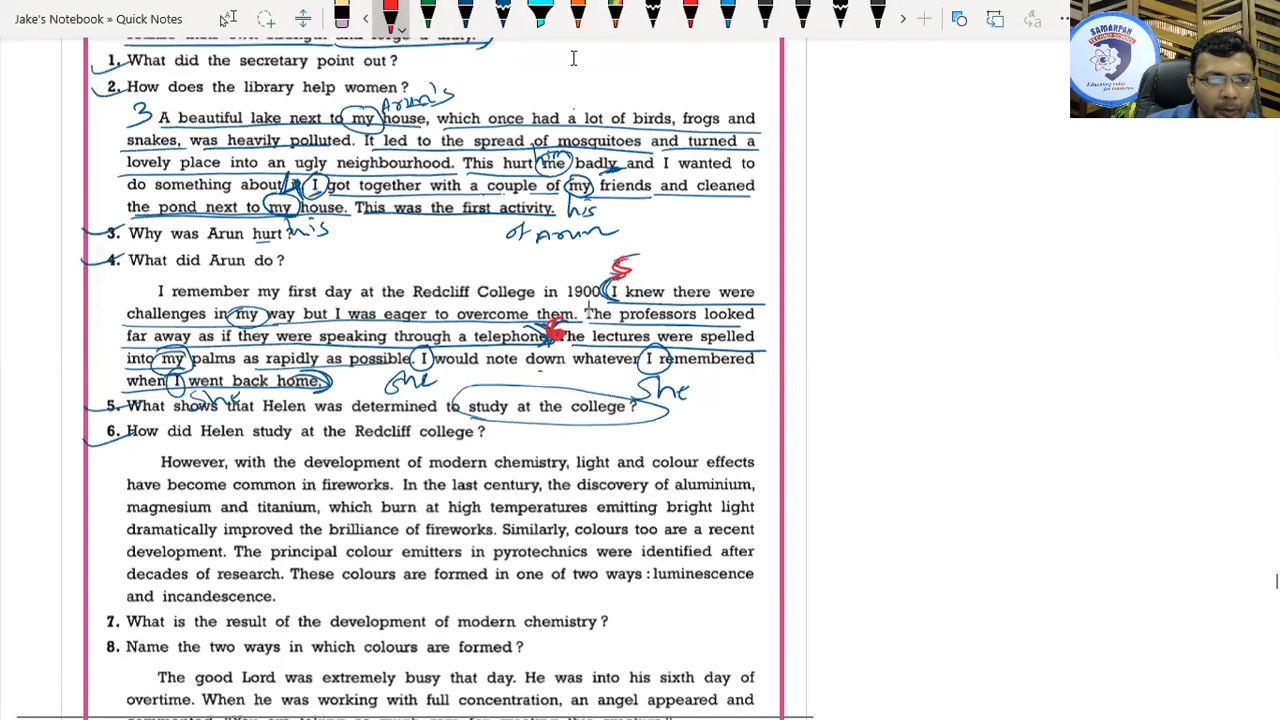 Jake's Notebook » Quick Notes
SAMARPAN
1. What did the secretary point out?
2. How does the library help women?
Arun's
3 A beautiful lake next to my house, which once had a lot of birds, frogs and
snakes, was heavily polluted. It led to the spread of mosquitoes and turned a
lovely place into an ugly neighbourhood. This hurt me badly and I wanted to
do something about I got together with a couple of my friends and cleaned
the pond next to my house. This was the first activity. his
3. Why was Arun hurt? his of Arun
4. What did Arun do?
5
I remember my first day at the Redcliff College in 1900 I knew there were
challenges in my way but I was eager to overcome them. The professors looked
far away as if they were speaking through a telephone. 6 The lectures were spelled
into my palms as rapidly as possible. I would note down whatever I remembered
when I went back home. she she
she
5. What shows that Helen was determined to study at the college?
6. How did Helen study at the Redcliff college?
However, with the development of modern chemistry, light and colour effects
have become common in fireworks. In the last century, the discovery of aluminium,
magnesium and titanium, which burn at high temperatures emitting bright light
dramatically improved the brilliance of fireworks. Similarly, colours too are a recent
development. The principal colour emitters in pyrotechnics were identified after
decades of research. These colours are formed in one of two ways : luminescence
and incandescence.
7. What is the result of the development of modern chemistry?
8. Name the two ways in which colours are formed?
The good Lord was extremely busy that day. He was into his sixth day of
overtime. When he was working with full concentration, an angel appeared and